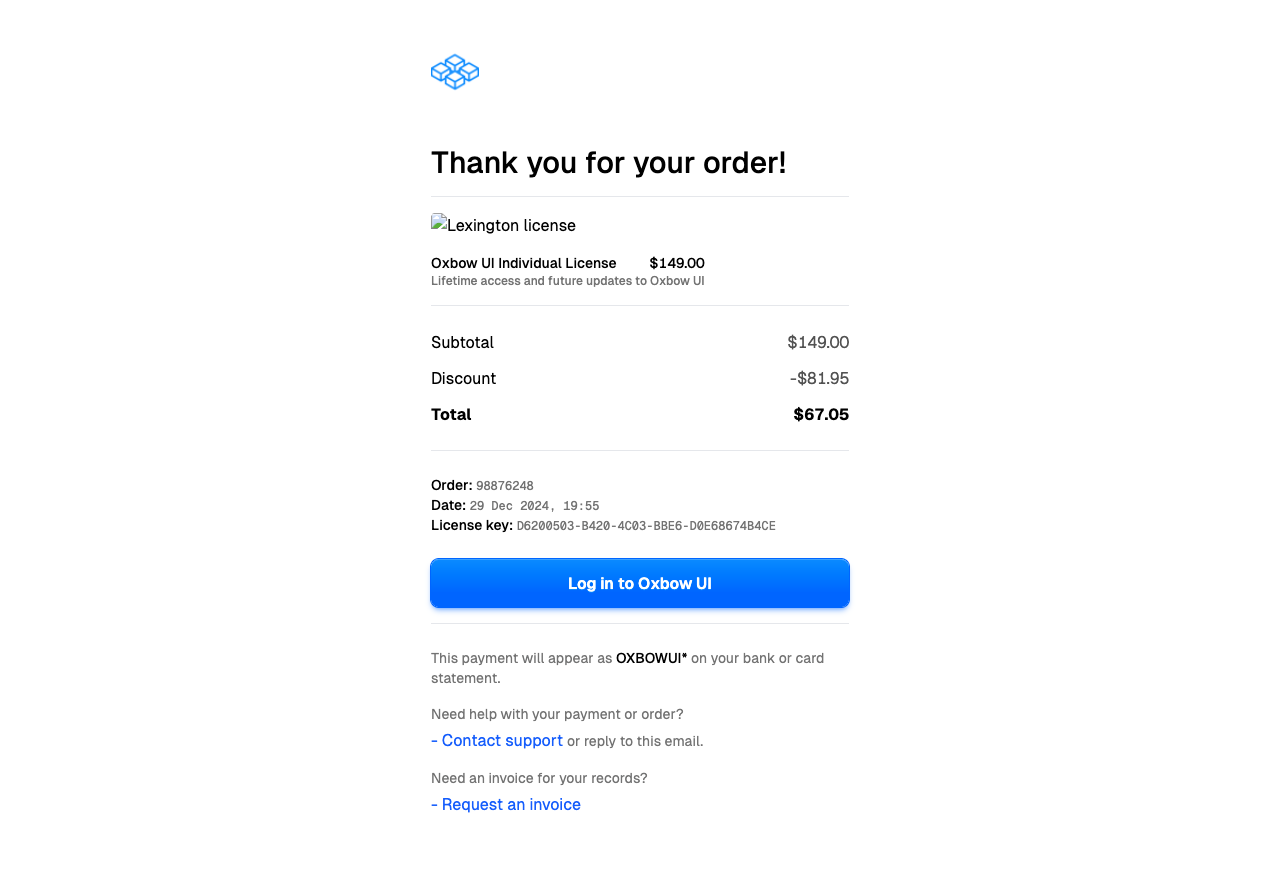 Thank you for your order!
Lexington license
Oxbow UI Individual License $149.00
Lifetime access and future updates to Oxbow UI
Subtotal $149.00
Discount -$81.95
Total $67.05
Order: 98876248
Date: 29 Dec 2024, 19:55
License key: D6200503-B420-4C03-BBE6-D0E68674B4CE
Log in to Oxbow UI
This payment will appear as OXBOWUI* on your bank or card
statement.
Need help with your payment or order?
- Contact support or reply to this email.
Need an invoice for your records?
- Request an invoice